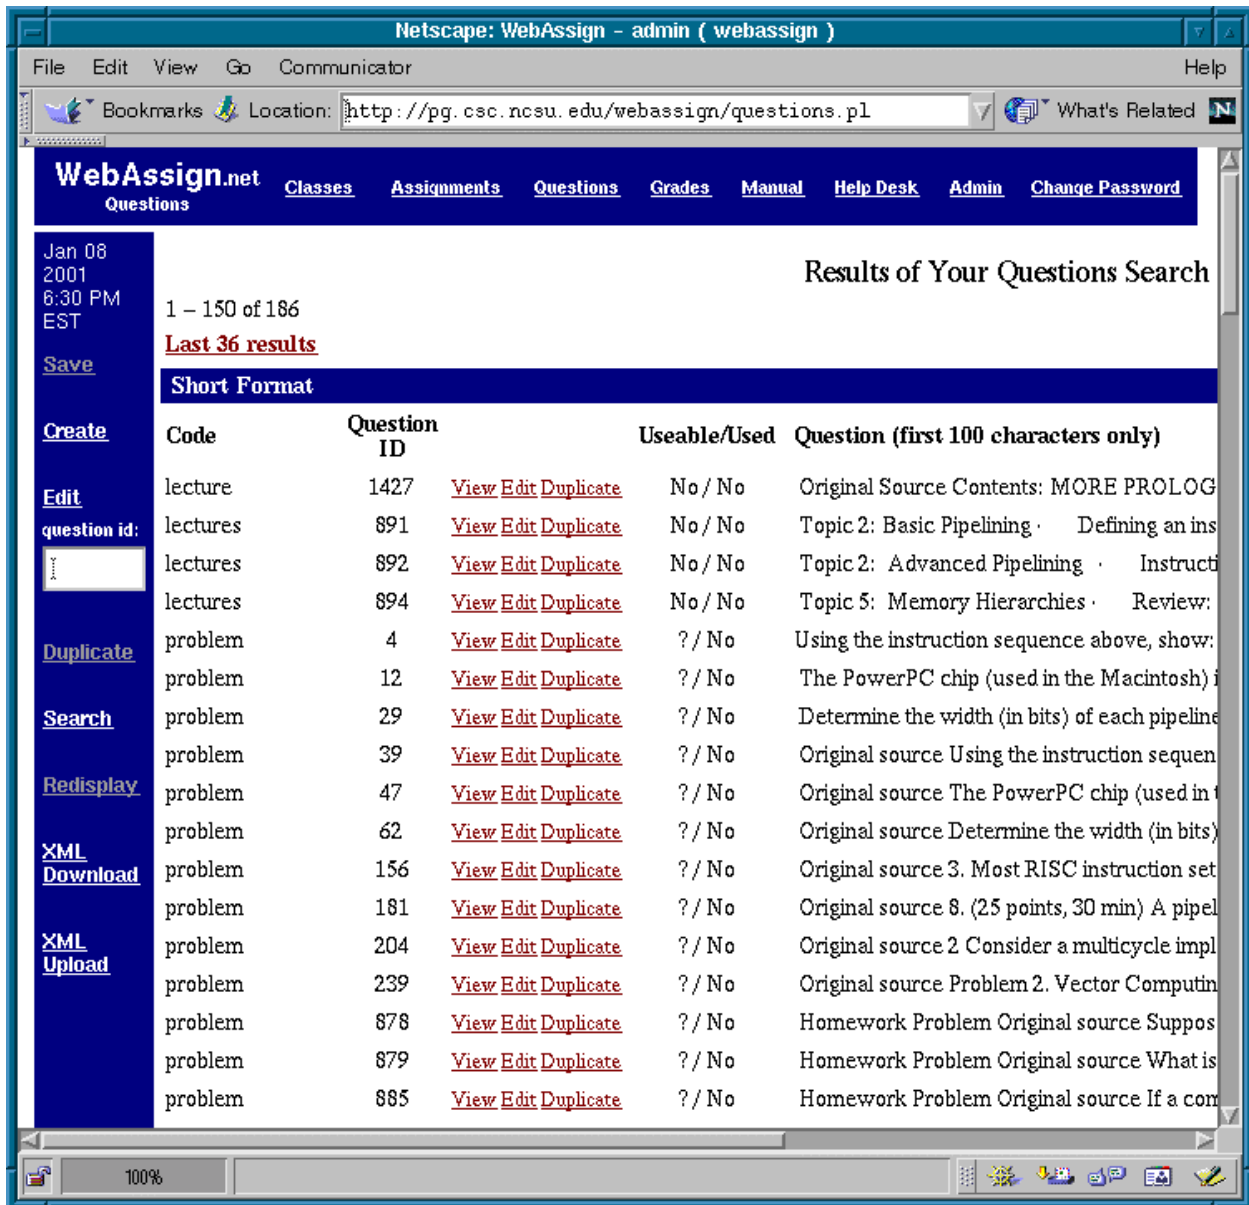 Netscape: WebAssign - admin ( webassign )
File Edit View Go Communicator Help
Bookmarks Location: http://pg.csc.ncsu.edu/webassign/questions.pl What's Related N
WebAssign.net
Questions
Classes Assignments Questions Grades Manual Help Desk Admin Change Password
Jan 08
2001
6:30 PM
EST
Save
Create
Edit
question id:
Duplicate
Search
Redisplay
XML
Download
XML
Upload
Results of Your Questions Search
1 – 150 of 186
Last 36 results
Short Format
Code Question ID Useable/Used Question (first 100 characters only)
lecture 1427 View Edit Duplicate No / No Original Source Contents: MORE PROLOG
lectures 891 View Edit Duplicate No / No Topic 2: Basic Pipelining · Defining an ins
lectures 892 View Edit Duplicate No / No Topic 2: Advanced Pipelining · Instructi
lectures 894 View Edit Duplicate No / No Topic 5: Memory Hierarchies · Review:
problem 4 View Edit Duplicate ? / No Using the instruction sequence above, show:
problem 12 View Edit Duplicate ? / No The PowerPC chip (used in the Macintosh) i
problem 29 View Edit Duplicate ? / No Determine the width (in bits) of each pipeline
problem 39 View Edit Duplicate ? / No Original source Using the instruction sequen
problem 47 View Edit Duplicate ? / No Original source The PowerPC chip (used in t
problem 62 View Edit Duplicate ? / No Original source Determine the width (in bits)
problem 156 View Edit Duplicate ? / No Original source 3. Most RISC instruction set
problem 181 View Edit Duplicate ? / No Original source 8. (25 points, 30 min) A pipel
problem 204 View Edit Duplicate ? / No Original source 2 Consider a multicycle impl
problem 239 View Edit Duplicate ? / No Original source Problem 2. Vector Computin
problem 878 View Edit Duplicate ? / No Homework Problem Original source Suppos
problem 879 View Edit Duplicate ? / No Homework Problem Original source What is
problem 885 View Edit Duplicate ? / No Homework Problem Original source If a com
100%